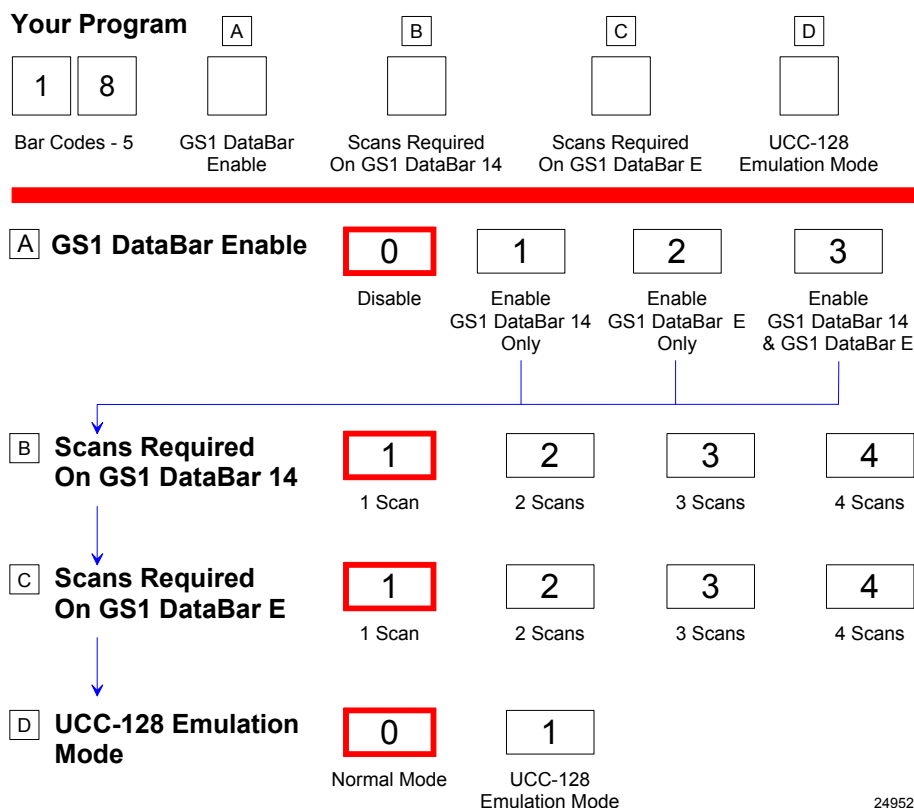 Your Program
A B C D
1 8
Bar Codes - 5
GS1 DataBar
Enable
Scans Required
On GS1 DataBar 14
Scans Required
On GS1 DataBar E
UCC-128
Emulation Mode
A GS1 DataBar Enable
0 1 2 3
Disable
Enable
GS1 DataBar 14
Only
Enable
GS1 DataBar E
Only
Enable
GS1 DataBar 14
& GS1 DataBar E
B Scans Required
On GS1 DataBar 14
1 2 3 4
1 Scan 2 Scans 3 Scans 4 Scans
C Scans Required
On GS1 DataBar E
1 2 3 4
1 Scan 2 Scans 3 Scans 4 Scans
D UCC-128 Emulation
Mode
0 1
Normal Mode
UCC-128
Emulation Mode
24952